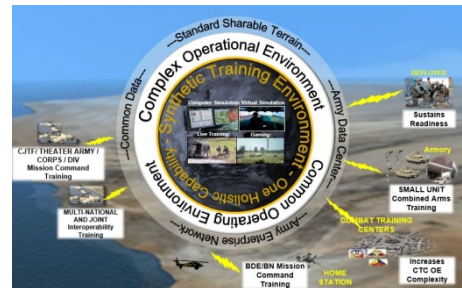 ---Standard Sharable Terrain---
Complex Operational Environment
Synthetic Training Environment - One Holistic Capability
Common Operating Environment
---Common Data---
---Army Data Center---
---Army Enterprise Network---
Computer Simulation
Virtual Simulation
Live Training
Gaming
DEPLOYED
Sustains
Readiness
Armory
SMALL UNIT
Combined Arms
Training
COMBAT TRAINING
CENTERS
Increases
CTC OE
Complexity
HOME
STATION
BDE/BN Mission
Command
Training
CJTF/ THEATER ARMY /
CORPS / DIV
Mission Command
Training
MULTI-NATIONAL
AND JOINT
Interoperability
Training